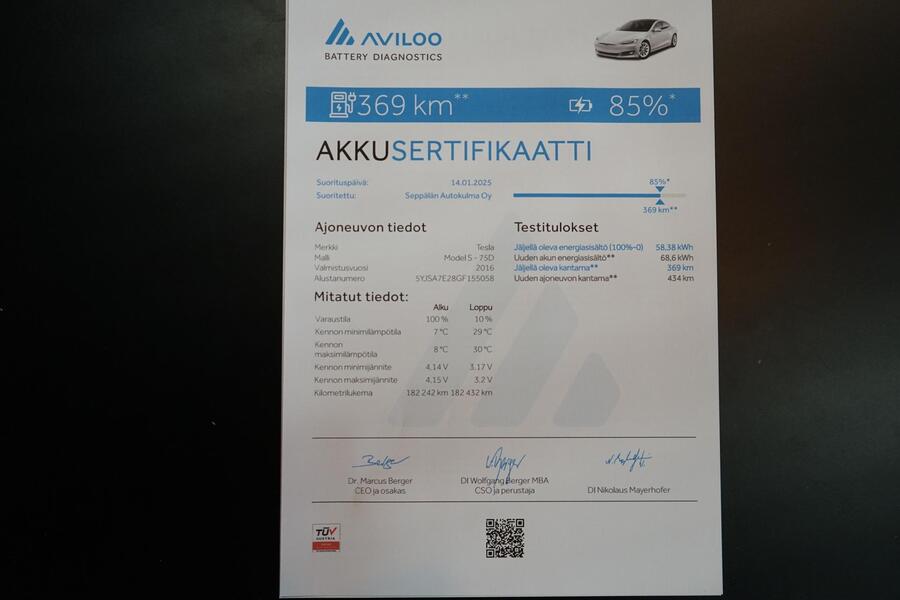 AVILOO
BATTERY DIAGNOSTICS
369 km** 85%*
AKKUSERTIFIKAATTI
Suorituspäivä: 14.01.2025
Suoritettu: Seppälän Autokulma Oy
85%*
369 km**
Ajoneuvon tiedot
Merkki Tesla
Malli Model S - 75D
Valmistusvuosi 2016
Alustanumero 5YJSA7E28GF155058
Testitulokset
Jäljellä oleva energiasisältö (100%-0) 58,38 kWh
Uuden akun energiasisältö** 68,6 kWh
Jäljellä oleva kantama** 369 km
Uuden ajoneuvon kantama** 434 km
Mitatut tiedot:
Alku Loppu
Varaustila 100 % 10 %
Kennon minimilämpötila 7 °C 29 °C
Kennon
maksimilämpötila 8 °C 30 °C
Kennon minimijännite 4,14 V 3,17 V
Kennon maksimijännite 4,15 V 3,2 V
Kilometrilukema 182 242 km 182 432 km
Dr. Marcus Berger
CEO ja osakas
DI Wolfgang Berger MBA
CSO ja perustaja
DI Nikolaus Mayerhofer
TÜV
AUSTRIA